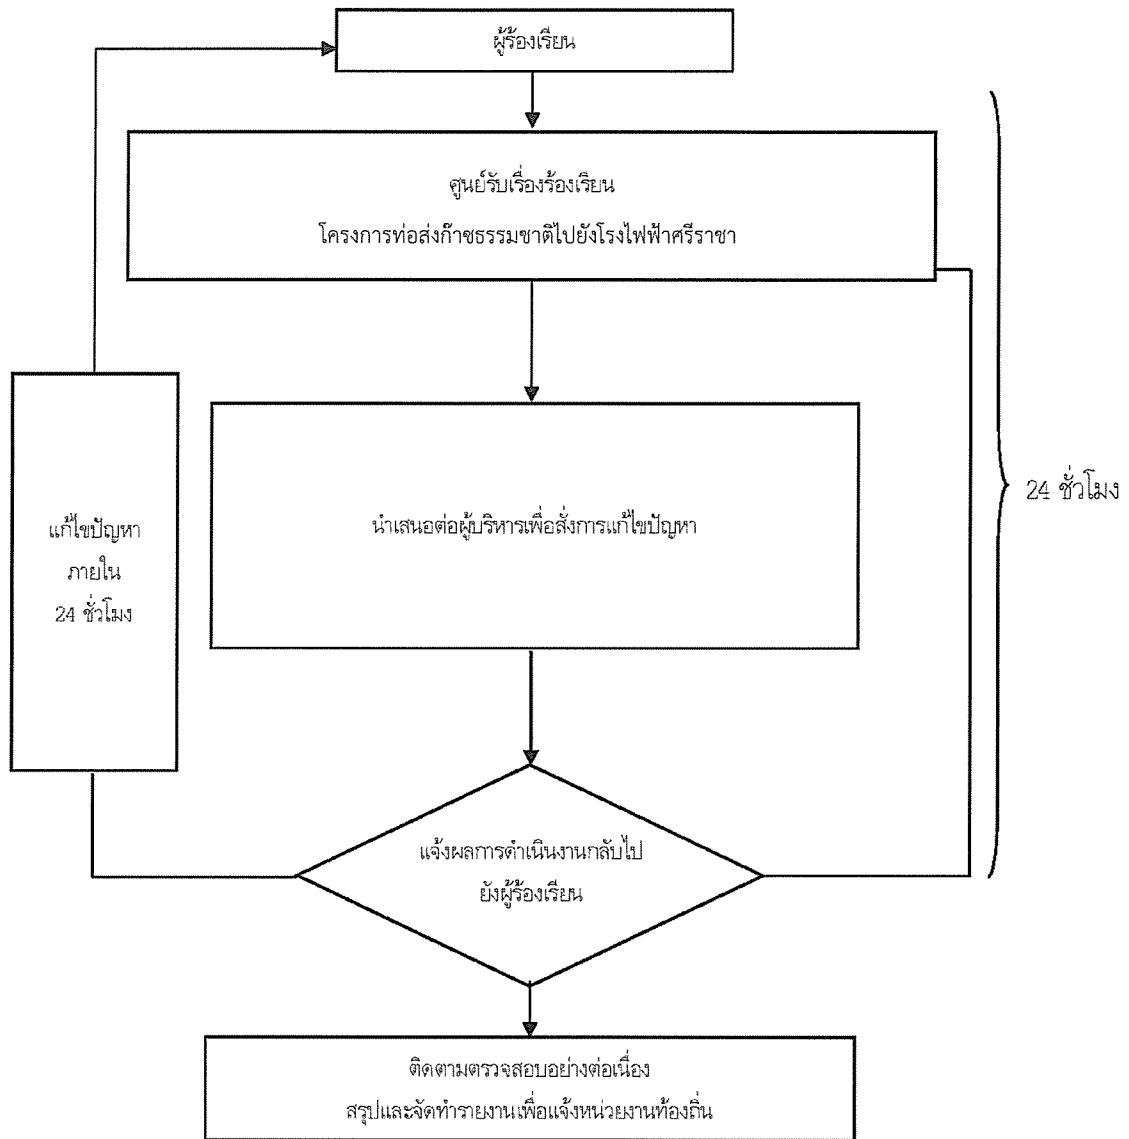 ผู้ร้องเรียน
ศูนย์รับเรื่องร้องเรียน
โครงการท่อส่งก๊าซธรรมชาติไปยังโรงไฟฟ้าศรีราชา
แก้ไขปัญหา
ภายใน
24 ชั่วโมง
นำเสนอต่อผู้บริหารเพื่อสั่งการแก้ไขปัญหา
24 ชั่วโมง
แจ้งผลการดำเนินงานกลับไป
ยังผู้ร้องเรียน
ติดตามตรวจสอบอย่างต่อเนื่อง
สรุปและจัดทำรายงานเพื่อแจ้งหน่วยงานท้องถิ่น